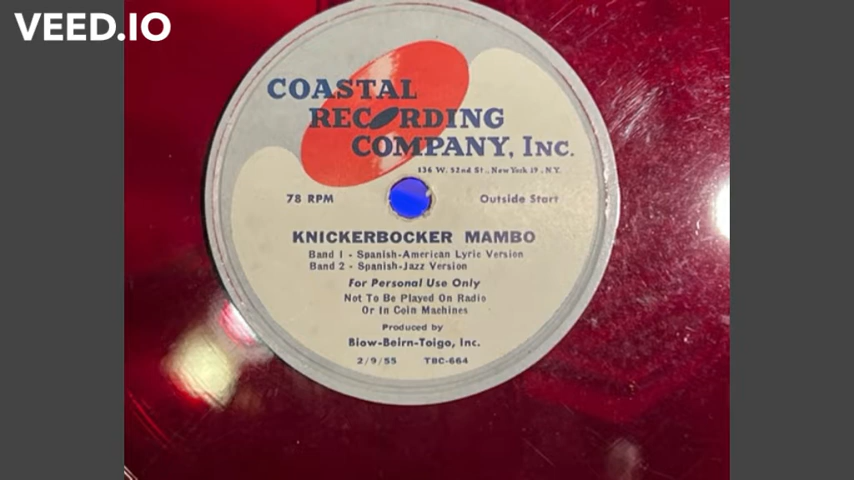 VEED.IO
COASTAL
RECORDING
COMPANY, INC.
136 W. 52nd St., New York 19, N.Y.
78 RPM
Outside Start
KNICKERBOCKER MAMBO
Band 1 - Spanish-American Lyric Version
Band 2 - Spanish-Jazz Version
For Personal Use Only
Not To Be Played On Radio
Or In Coin Machines
Produced by
Biow-Beirn-Toigo, Inc.
2/9/55 TBC-664